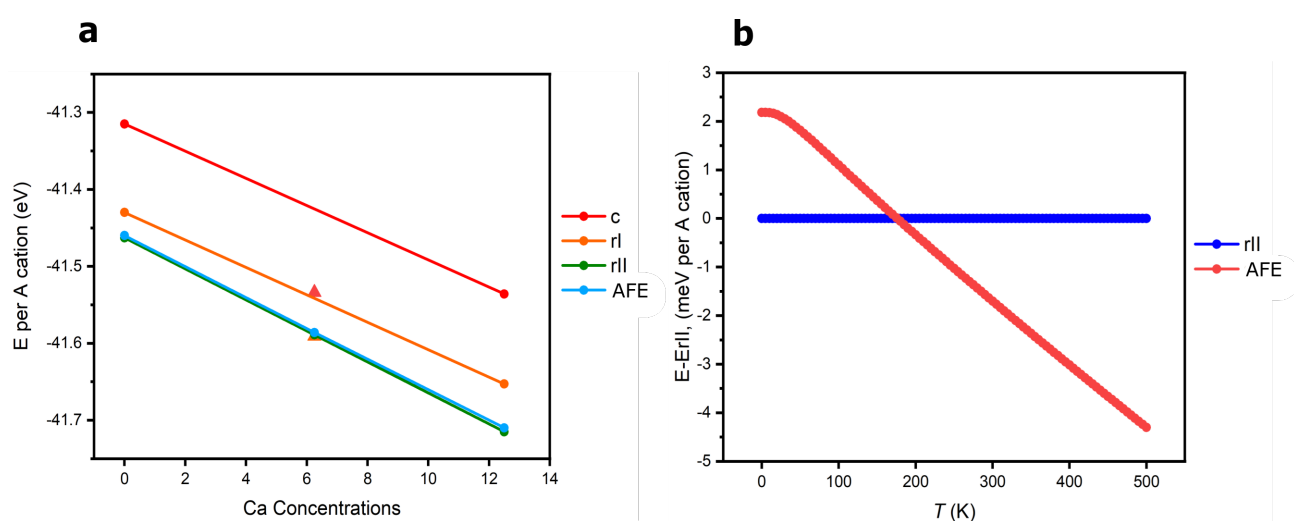 a
E per A cation (eV)
-41.3
-41.4
-41.5
-41.6
-41.7
0 2 4 6 8 10 12 14
Ca Concentrations
c
rI
rII
AFE
b
E-ErII, (meV per A cation)
3
2
1
0
-1
-2
-3
-4
-5
0 100 200 300 400 500
T (K)
rII
AFE